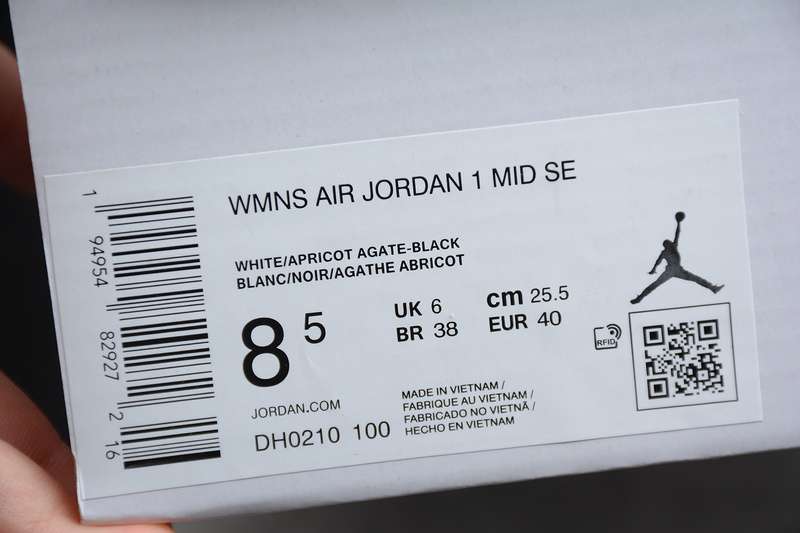 WMNS AIR JORDAN 1 MID SE
WHITE/APRICOT AGATE-BLACK
BLANC/NOIR/AGATHE ABRICOT
8 5
UK 6
BR 38
cm 25.5
EUR 40
RFID
JORDAN.COM
DH0210 100
MADE IN VIETNAM /
FABRIQUE AU VIETNAM /
FABRICADO NO VIETNÃ /
HECHO EN VIETNAM
1 94954 82927 2 16